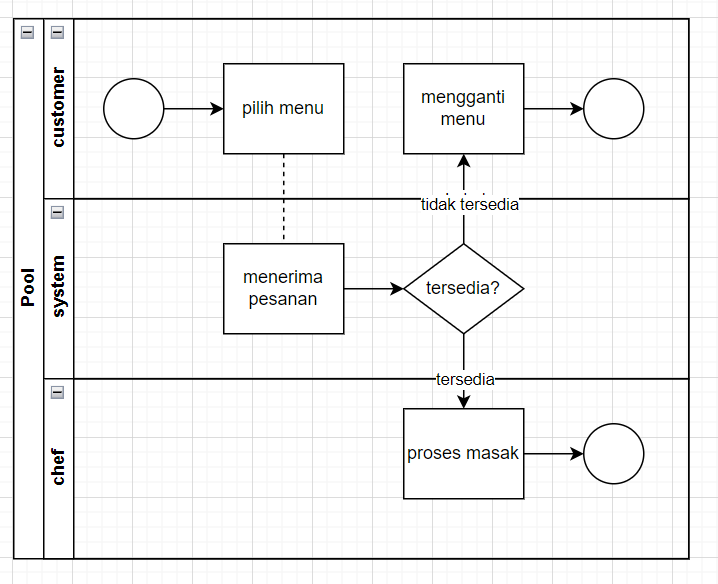 Pool
customer
pilih menu
mengganti
menu
tidak tersedia
system
menerima
pesanan
tersedia?
tersedia
chef
proses masak